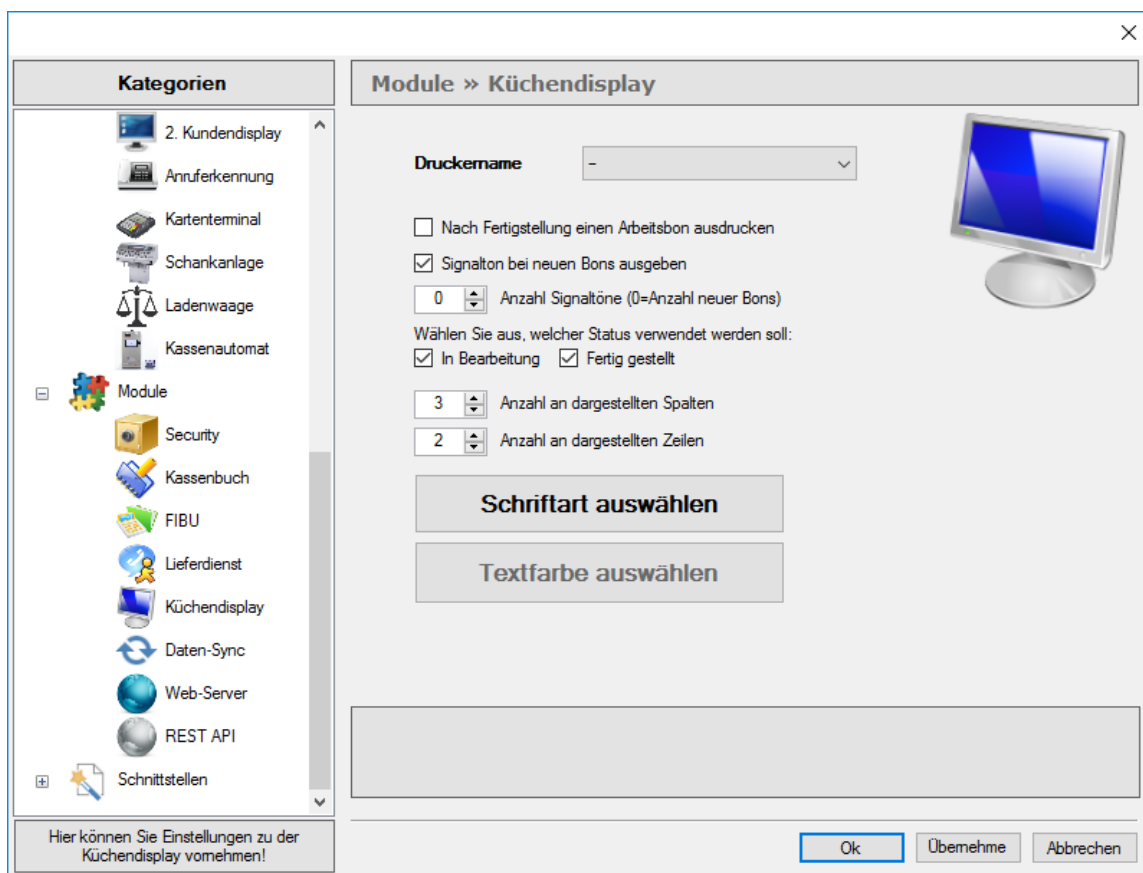 Kategorien
2. Kundendisplay
Anruferkennung
Kartenterminal
Schankanlage
Ladenwaage
Kassenautomat
Module
Security
Kassenbuch
FIBU
Lieferdienst
Küchendisplay
Daten-Sync
Web-Server
REST API
Schnittstellen
Hier können Sie Einstellungen zu der
Küchendisplay vornehmen!
Module » Küchendisplay
Druckername –
Nach Fertigstellung einen Arbeitsbon ausdrucken
Signalton bei neuen Bons ausgeben
0 Anzahl Signaltöne (0=Anzahl neuer Bons)
Wählen Sie aus, welcher Status verwendet werden soll:
In Bearbeitung Fertig gestellt
3 Anzahl an dargestellten Spalten
2 Anzahl an dargestellten Zeilen
Schriftart auswählen
Textfarbe auswählen
Ok Übernehme Abbrechen